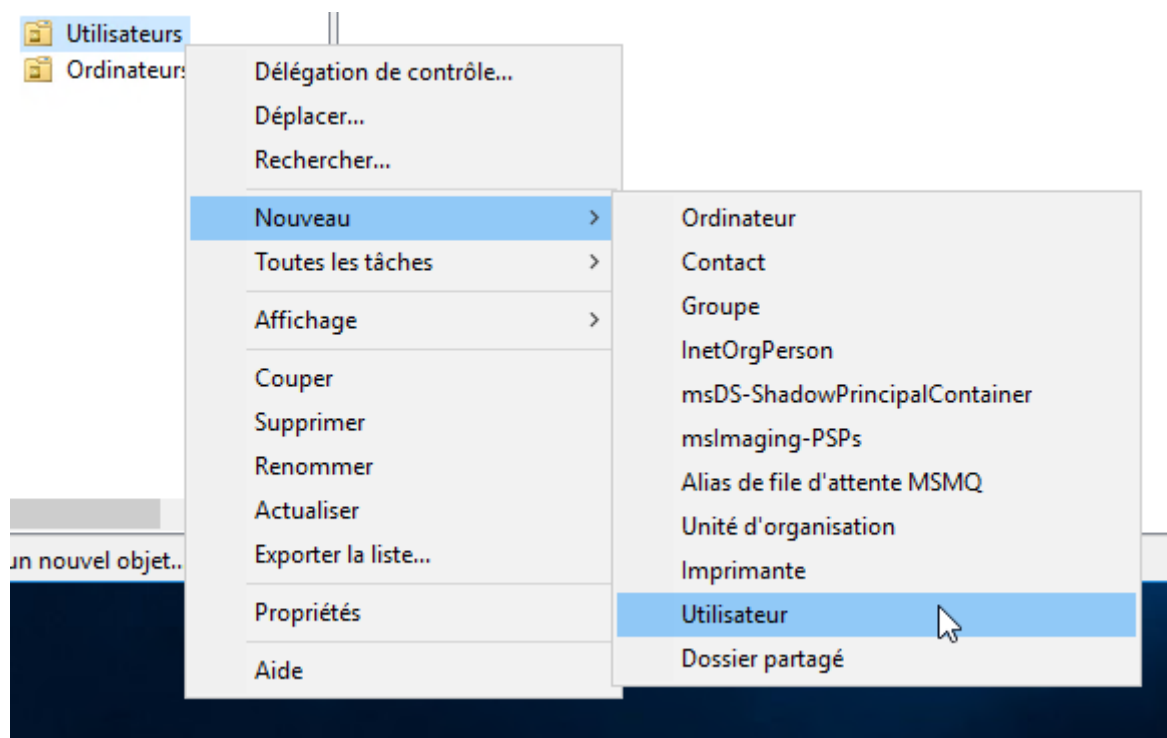 Utilisateurs
Ordinateurs
Délégation de contrôle...
Déplacer...
Rechercher...
Nouveau
Toutes les tâches
Affichage
Couper
Supprimer
Renommer
Actualiser
Exporter la liste...
Propriétés
Aide
Ordinateur
Contact
Groupe
InetOrgPerson
msDS-ShadowPrincipalContainer
msImaging-PSPs
Alias de file d'attente MSMQ
Unité d'organisation
Imprimante
Utilisateur
Dossier partagé
un nouvel objet..